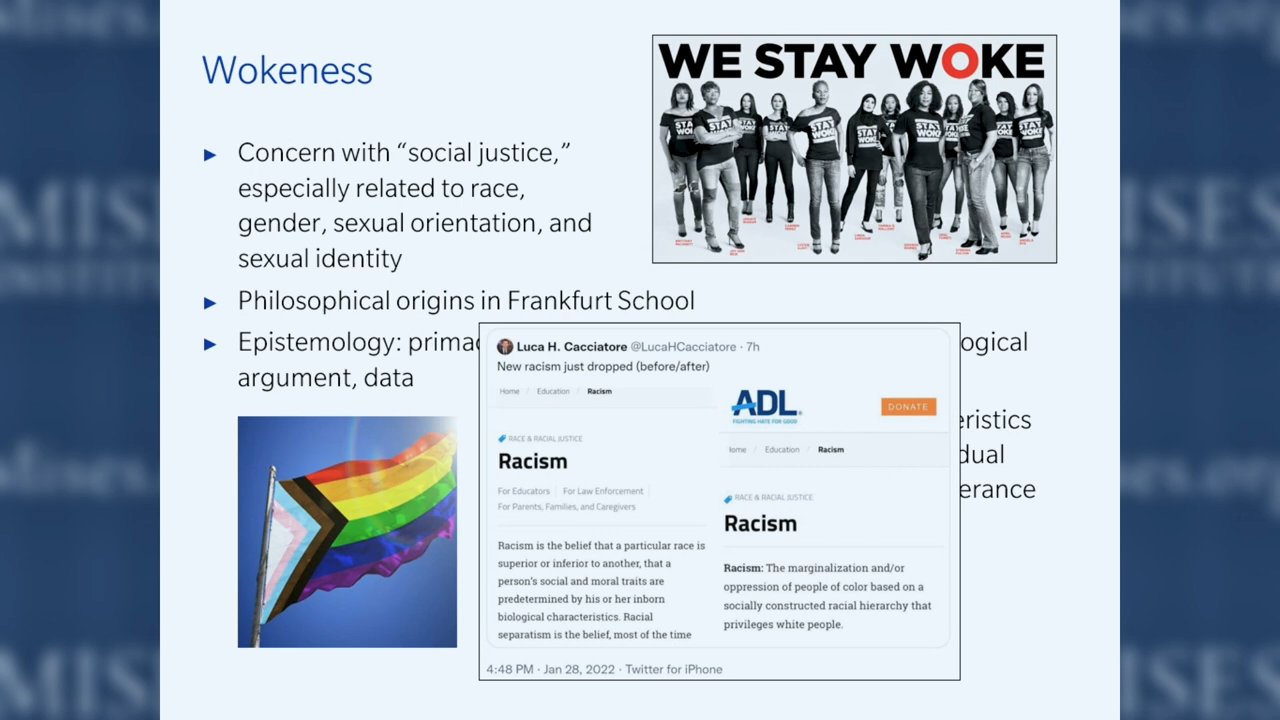 Wokeness
WE STAY WOKE
► Concern with “social justice,”
especially related to race,
gender, sexual orientation, and
sexual identity
► Philosophical origins in Frankfurt School
► Epistemology:
ogical
argument, data
eristics
dual
erance
Luca H. Cacciatore @LucaHCacciatore · 7h
New racism just dropped (before/after)
Home / Education / Racism
RACE & RACIAL JUSTICE
Racism
For Educators | For Law Enforcement |
For Parents, Families, and Caregivers
Racism is the belief that a particular race is
superior or inferior to another, that a
person’s social and moral traits are
predetermined by his or her inborn
biological characteristics. Racial
separatism is the belief, most of the time
ADL
FIGHTING HATE FOR GOOD
DONATE
Home / Education / Racism
RACE & RACIAL JUSTICE
Racism
Racism: The marginalization and/or
oppression of people of color based on a
socially constructed racial hierarchy that
privileges white people.
4:48 PM · Jan 28, 2022 · Twitter for iPhone
STAY
WOKE
MISES